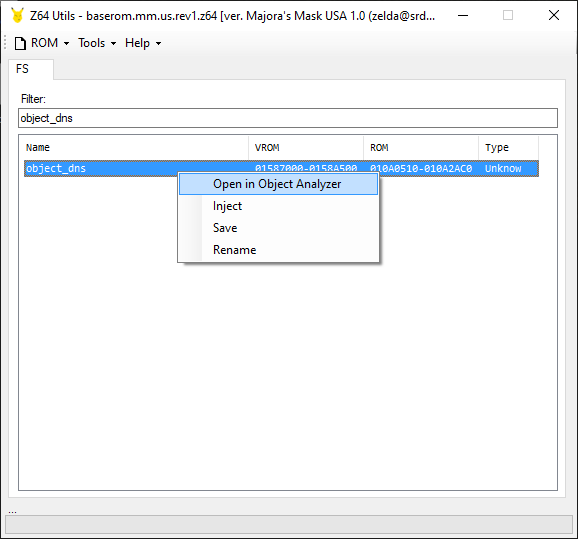 Z64 Utils - baserom.mm.us.rev1.z64 [ver. Majora's Mask USA 1.0 (zelda@srd...
ROM Tools Help
FS
Filter:
object_dns
Name VROM ROM Type
object_dns 01587000-0158A500 010A0510-010A2AC0 Unknow
Open in Object Analyzer
Inject
Save
Rename
...